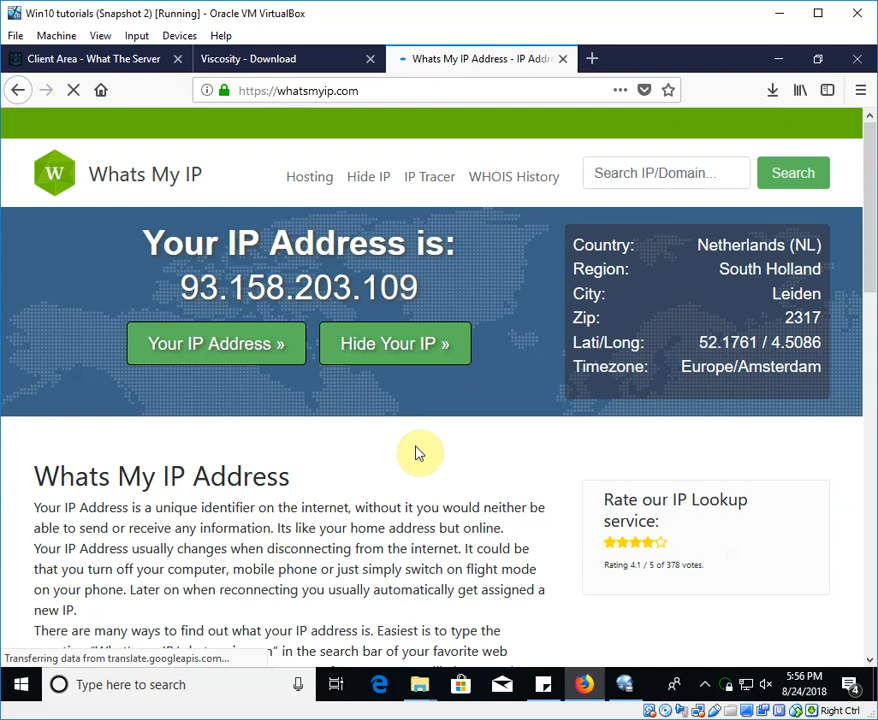 Win10 tutorials (Snapshot 2) [Running] - Oracle VM VirtualBox
File Machine View Input Devices Help
Client Area - What The Server
Viscosity - Download
Whats My IP Address - IP Addre
https://whatsmyip.com
W
Whats My IP
Hosting Hide IP IP Tracer WHOIS History
Search IP/Domain...
Search
Your IP Address is:
93.158.203.109
Your IP Address »
Hide Your IP »
Country: Netherlands (NL)
Region: South Holland
City: Leiden
Zip: 2317
Lati/Long: 52.1761 / 4.5086
Timezone: Europe/Amsterdam
Whats My IP Address
Your IP Address is a unique identifier on the internet, without it you would neither be
able to send or receive any information. Its like your home address but online.
Your IP Address usually changes when disconnecting from the internet. It could be
that you turn off your computer, mobile phone or just simply switch on flight mode
on your phone. Later on when reconnecting you usually automatically get assigned a
new IP.
There are many ways to find out what your IP address is. Easiest is to type the
in the search bar of your favorite web
Rate our IP Lookup
service:
Rating 4.1 / 5 of 378 votes.
Transferring data from translate.googleapis.com...
Type here to search
5:56 PM
8/24/2018
4
Right Ctrl